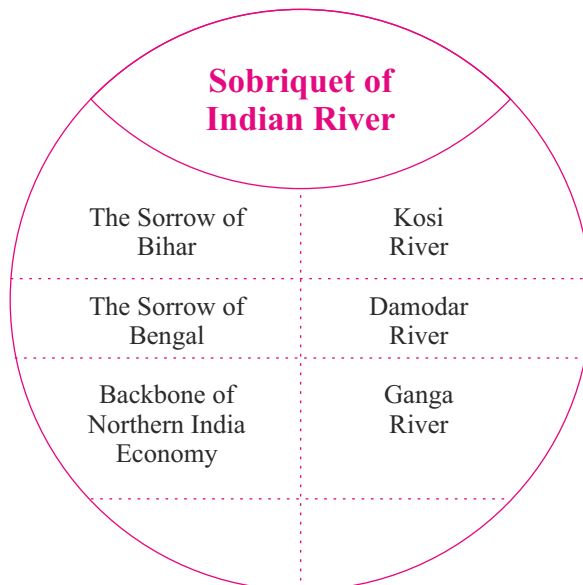 Sobriquet of
Indian River
The Sorrow of
Bihar
Kosi
River
The Sorrow of
Bengal
Damodar
River
Backbone of
Northern India
Economy
Ganga
River